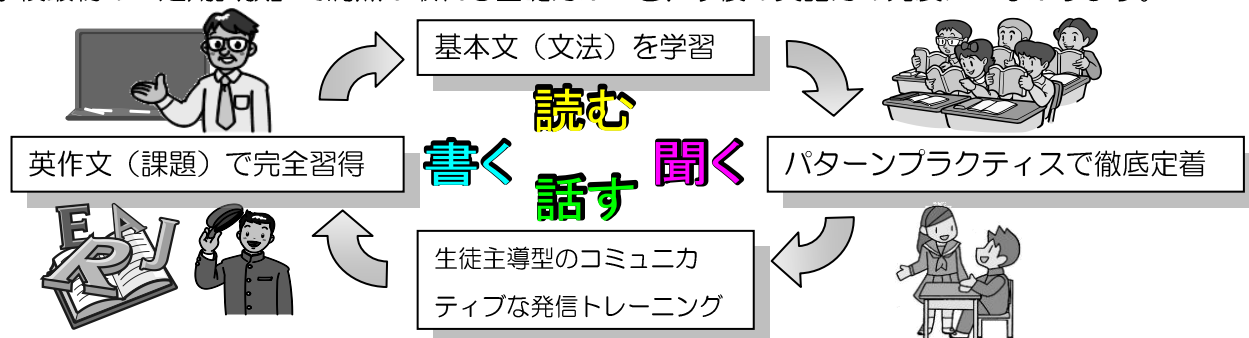 基本文（文法）を学習
読む
英作文（課題）で完全習得
書く
聞く
パターンプラクティスで徹底定着
話す
生徒主導型のコミュニカ
ティブな発信トレーニング
E A
R J